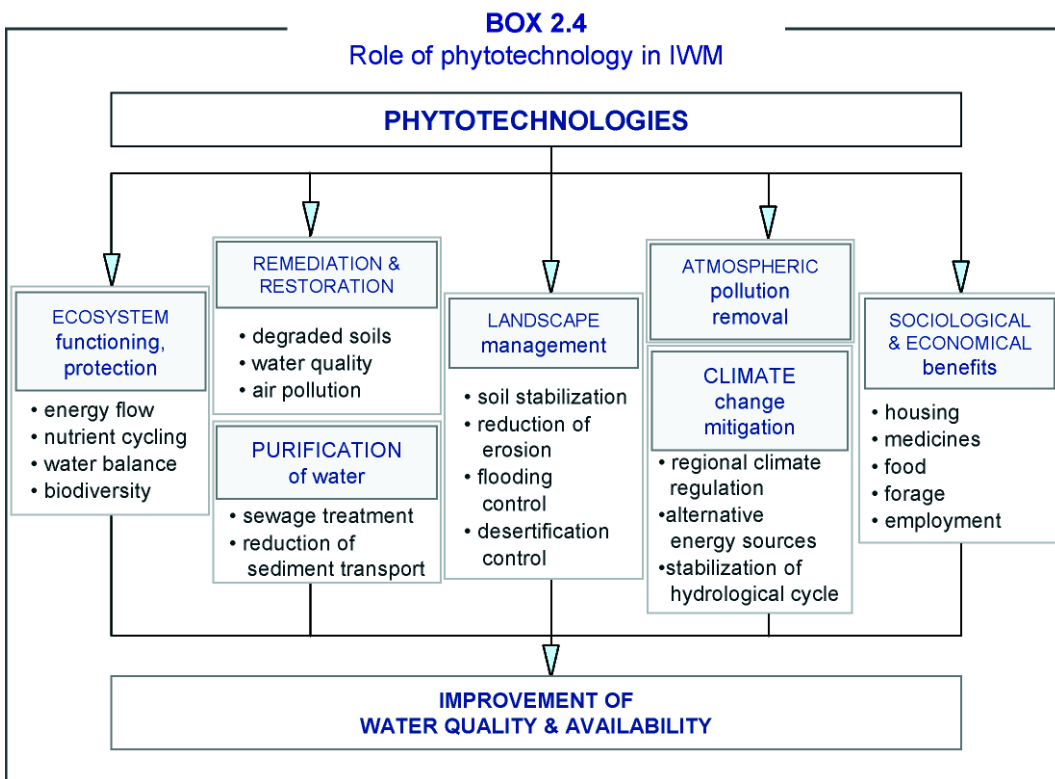 BOX 2.4
Role of phytotechnology in IWM
PHYTOTECHNOLOGIES
ECOSYSTEM
functioning,
protection
• energy flow
• nutrient cycling
• water balance
• biodiversity
REMEDIATION &
RESTORATION
• degraded soils
• water quality
• air pollution
PURIFICATION
of water
• sewage treatment
• reduction of
sediment transport
LANDSCAPE
management
• soil stabilization
• reduction of
erosion
• flooding
control
• desertification
control
ATMOSPHERIC
pollution
removal
CLIMATE
change
mitigation
• regional climate
regulation
•alternative
energy sources
•stabilization of
hydrological cycle
SOCIOLOGICAL
& ECONOMICAL
benefits
• housing
• medicines
• food
• forage
• employment
IMPROVEMENT OF
WATER QUALITY & AVAILABILITY